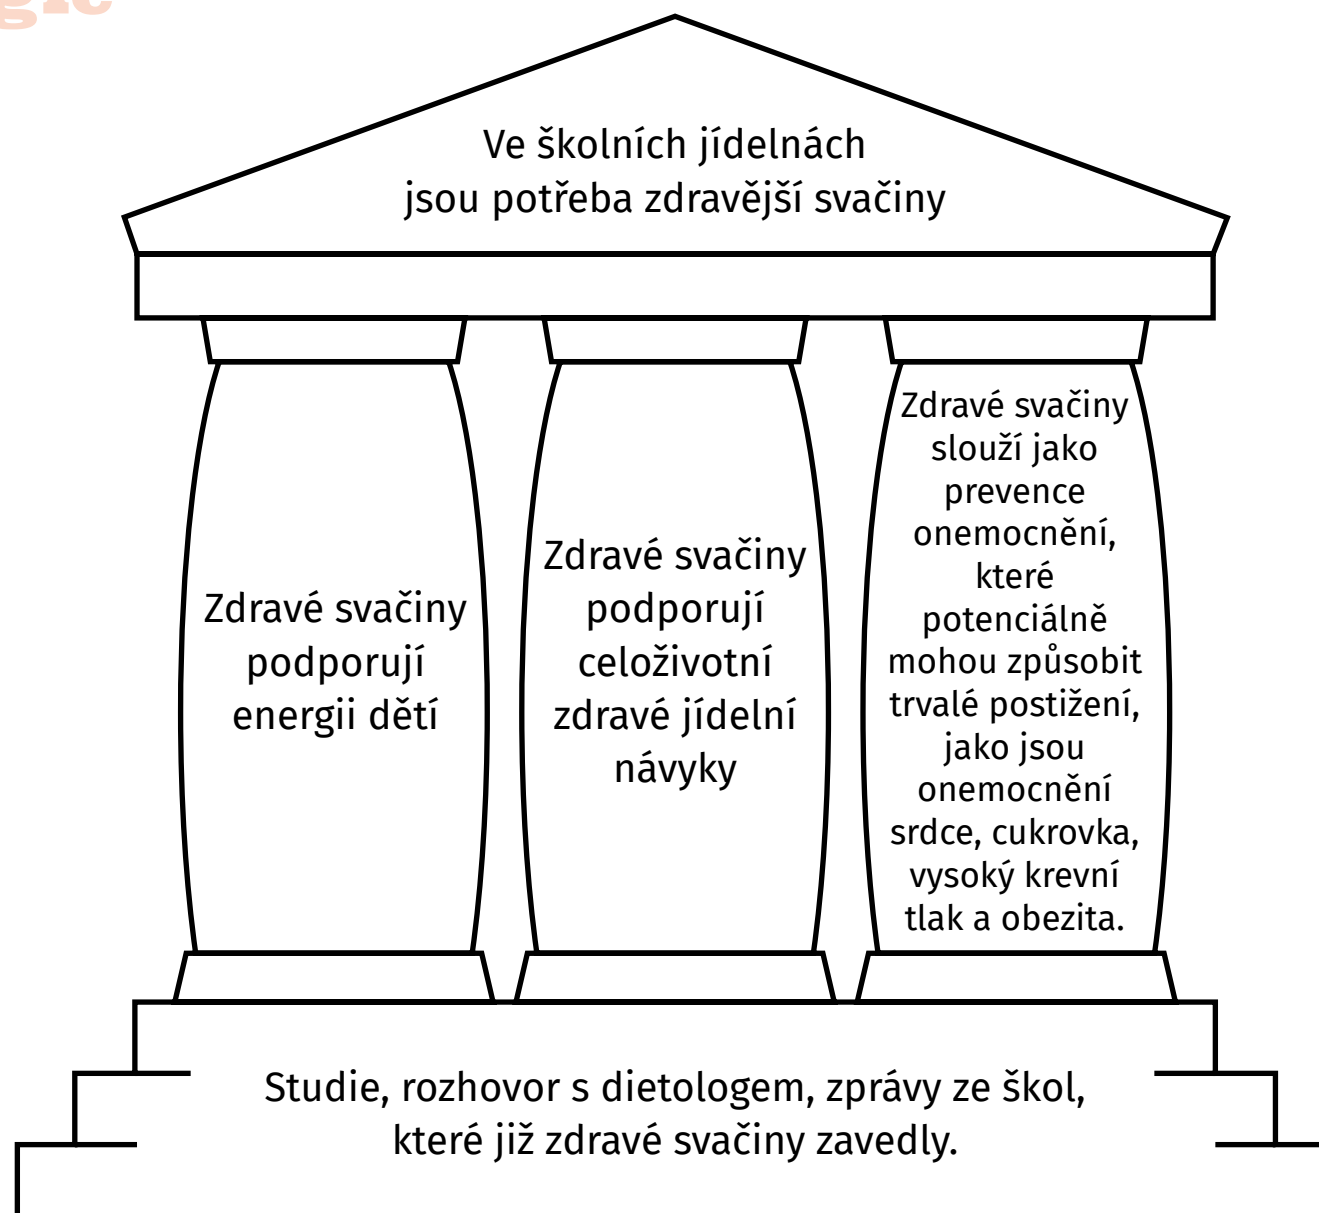 Ve školních jídelnách
jsou potřeba zdravější svačiny
Zdravé svačiny
podporují
energii dětí
Zdravé svačiny
podporují
celoživotní
zdravé jídelní
návyky
Zdravé svačiny
slouží jako
prevence
onemocnění,
které
potenciálně
mohou způsobit
trvalé postižení,
jako jsou
onemocnění
srdce, cukrovka,
vysoký krevní
tlak a obezita.
Studie, rozhovor s dietologem, zprávy ze škol,
které již zdravé svačiny zavedly.